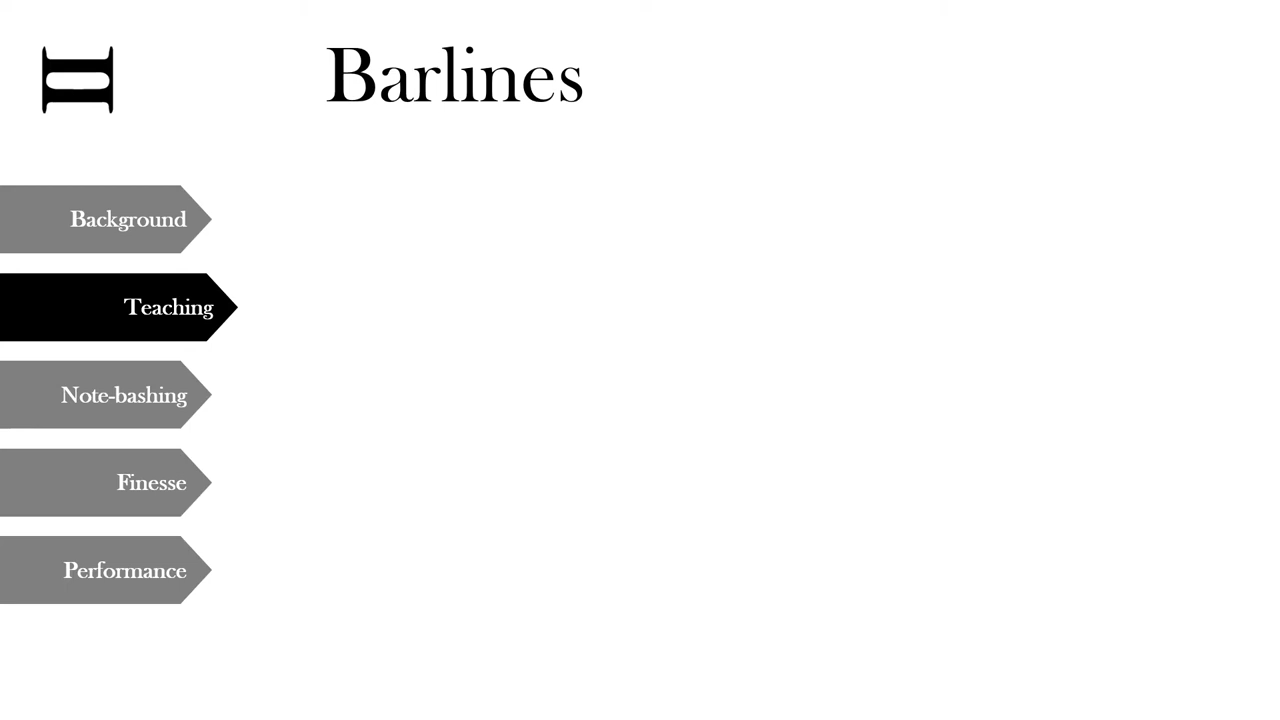 Barlines
Background
Teaching
Note-bashing
Finesse
Performance